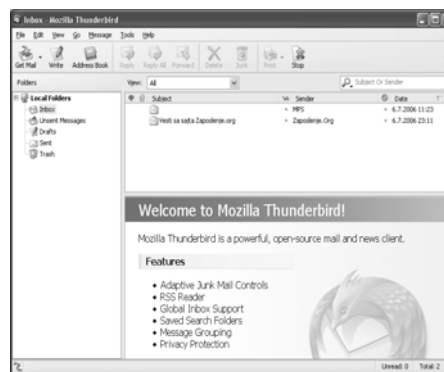 Inbox - Mozilla Thunderbird
File Edit View Go Message Tools Help
Get Mail Write Address Book Reply Reply All Forward Delete Junk Print Stop
Folders View: All Subject Or Sender
Local Folders Subject Sender Date
Inbox MPS 6.7.2006 11:23
Unsent Messages Vesti sa sajta Zaposlenje.org Zaposlenje.Org 6.7.2006 23:11
Drafts
Sent
Trash
Welcome to Mozilla Thunderbird!
Mozilla Thunderbird is a powerful, open-source mail and news client.
Features
• Adaptive Junk Mail Controls
• RSS Reader
• Global Inbox Support
• Saved Search Folders
• Message Grouping
• Privacy Protection
Unread: 0 Total: 2